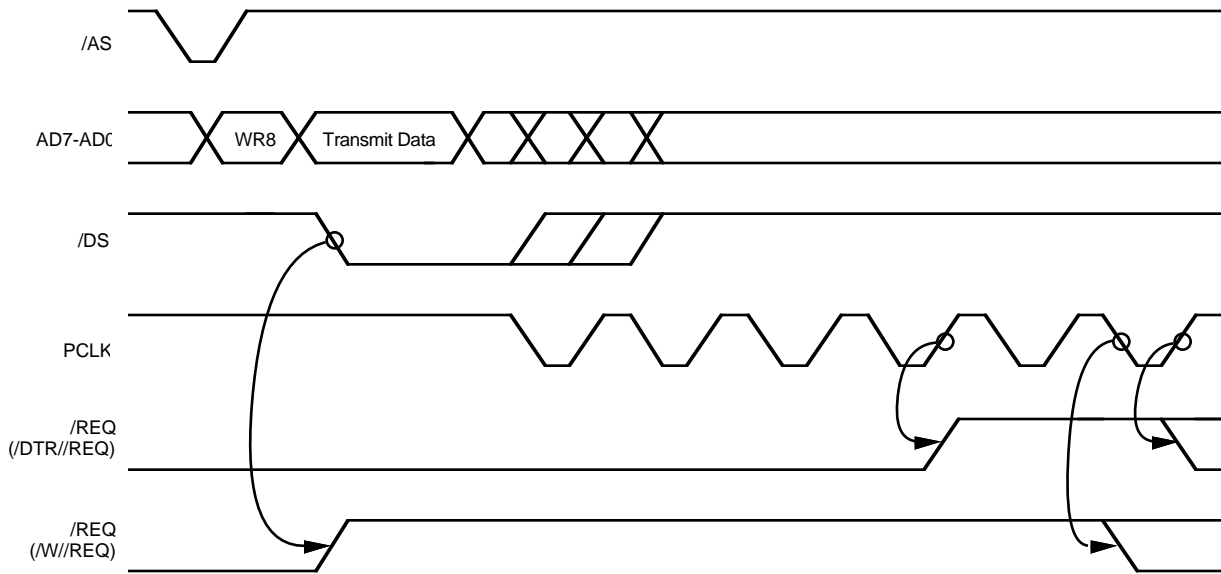 /AS
AD7-AD0
WR8
Transmit Data
/DS
PCLK
/REQ
(/DTR//REQ)
/REQ
(/W//REQ)